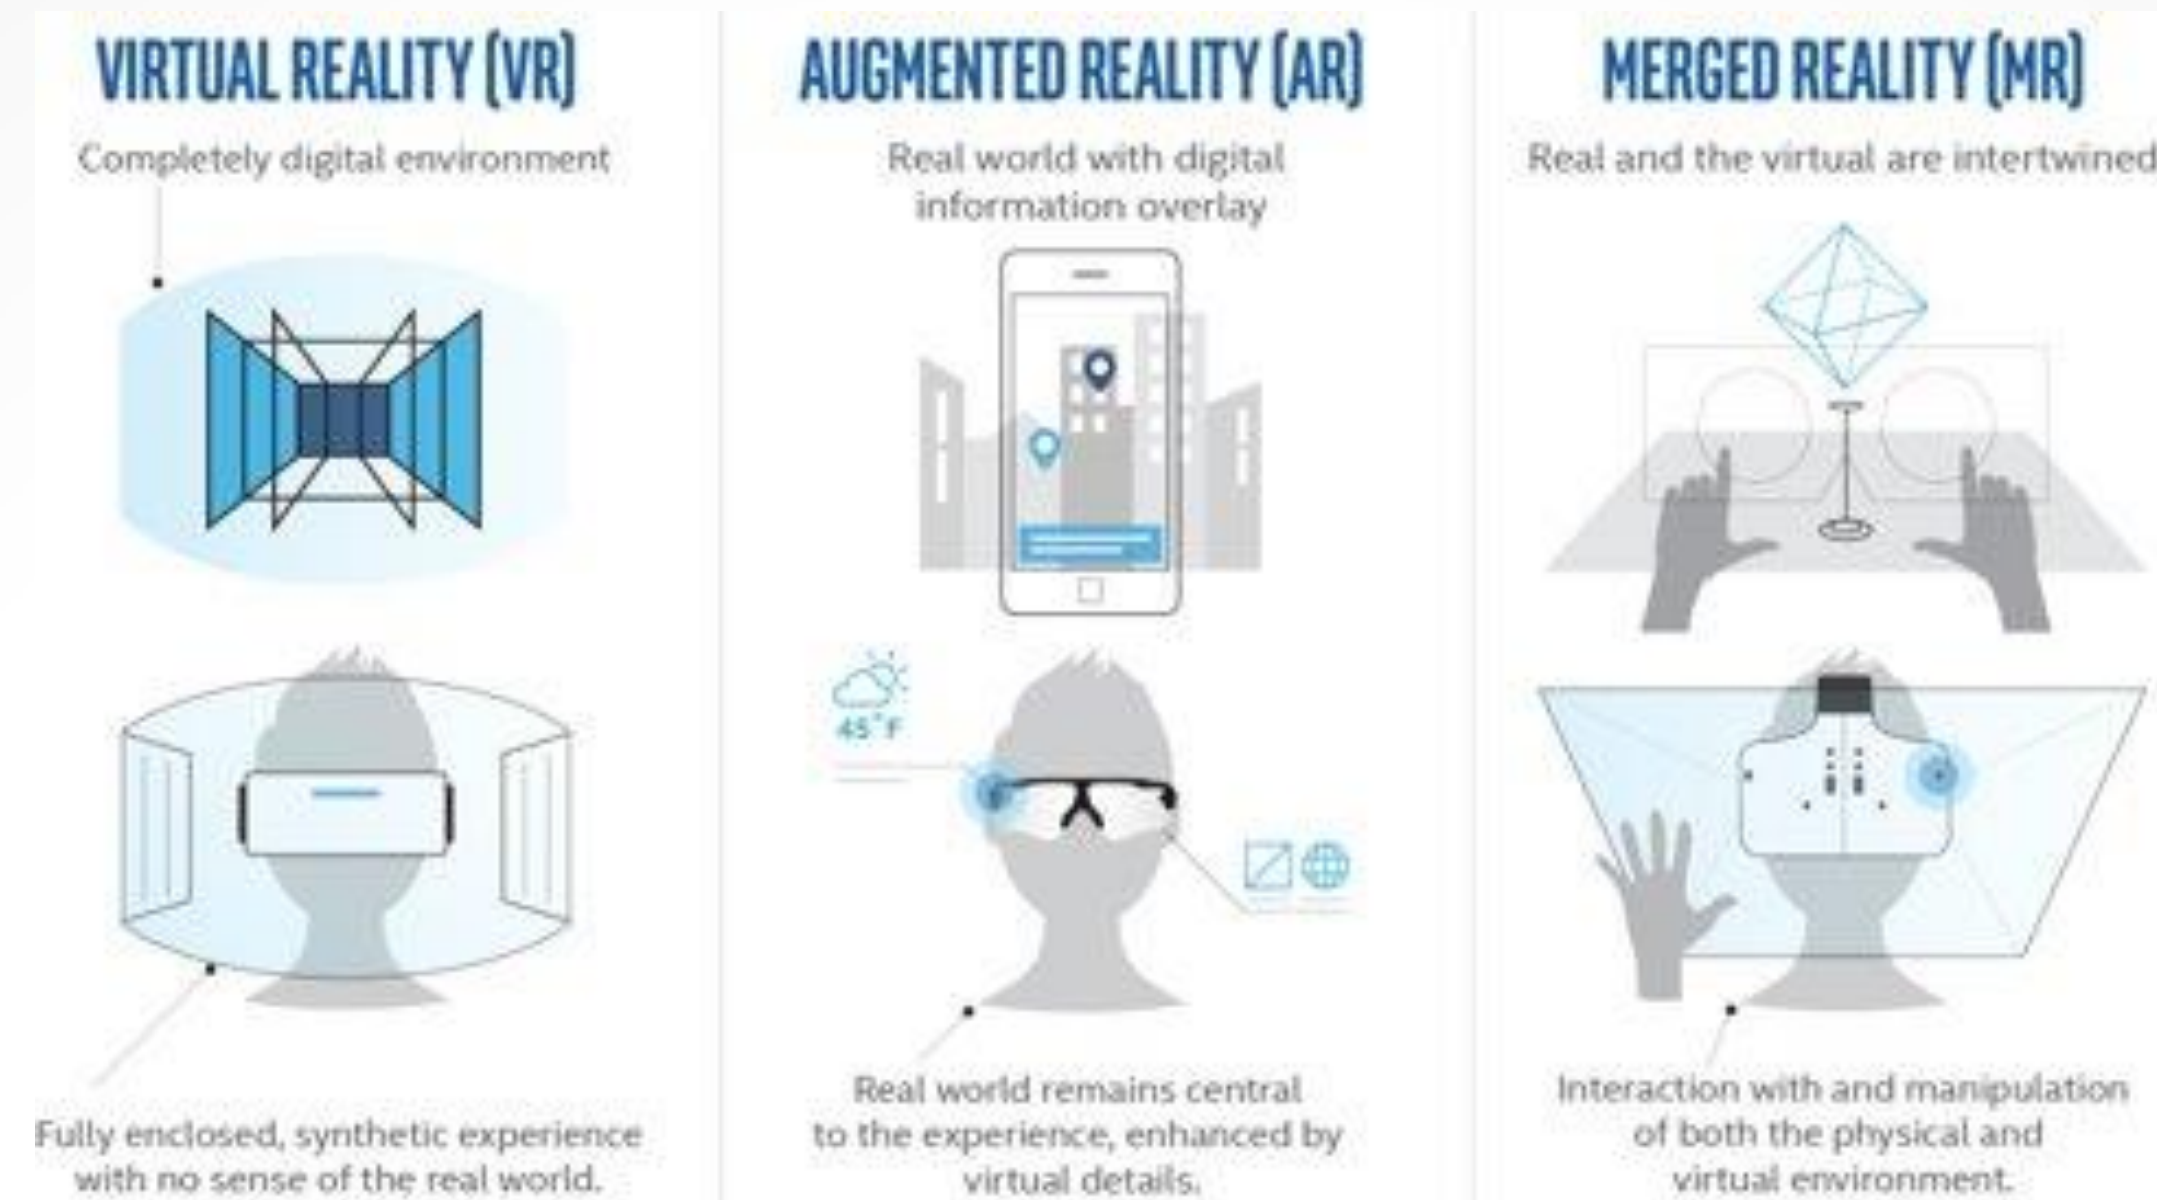 VIRTUAL REALITY (VR)
Completely digital environment
Fully enclosed, synthetic experience
with no sense of the real world.
AUGMENTED REALITY (AR)
Real world with digital
information overlay
45°F
Real world remains central
to the experience, enhanced by
virtual details.
MERGED REALITY (MR)
Real and the virtual are intertwined
Interaction with and manipulation
of both the physical and
virtual environment.